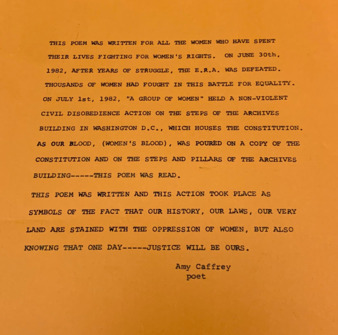 THIS POEM WAS WRITTEN FOR ALL THE WOMEN WHO HAVE SPENT
THEIR LIVES FIGHTING FOR WOMEN'S RIGHTS. ON JUNE 30th,
1982, AFTER YEARS OF STRUGGLE, THE E.R.A. WAS DEFEATED.
THOUSANDS OF WOMEN HAD FOUGHT IN THIS BATTLE FOR EQUALITY.
ON JULY 1st, 1982, "A GROUP OF WOMEN" HELD A NON-VIOLENT
CIVIL DISOBEDIENCE ACTION ON THE STEPS OF THE ARCHIVES
BUILDING IN WASHINGTON D.C., WHICH HOUSES THE CONSTITUTION.
AS OUR BLOOD, (WOMEN'S BLOOD), WAS POURED ON A COPY OF THE
CONSTITUTION AND ON THE STEPS AND PILLARS OF THE ARCHIVES
BUILDING-----THIS POEM WAS READ.
THIS POEM WAS WRITTEN AND THIS ACTION TOOK PLACE AS
SYMBOLS OF THE FACT THAT OUR HISTORY, OUR LAWS, OUR VERY
LAND ARE STAINED WITH THE OPPRESSION OF WOMEN, BUT ALSO
KNOWING THAT ONE DAY-----JUSTICE WILL BE OURS.
Amy Caffrey
poet